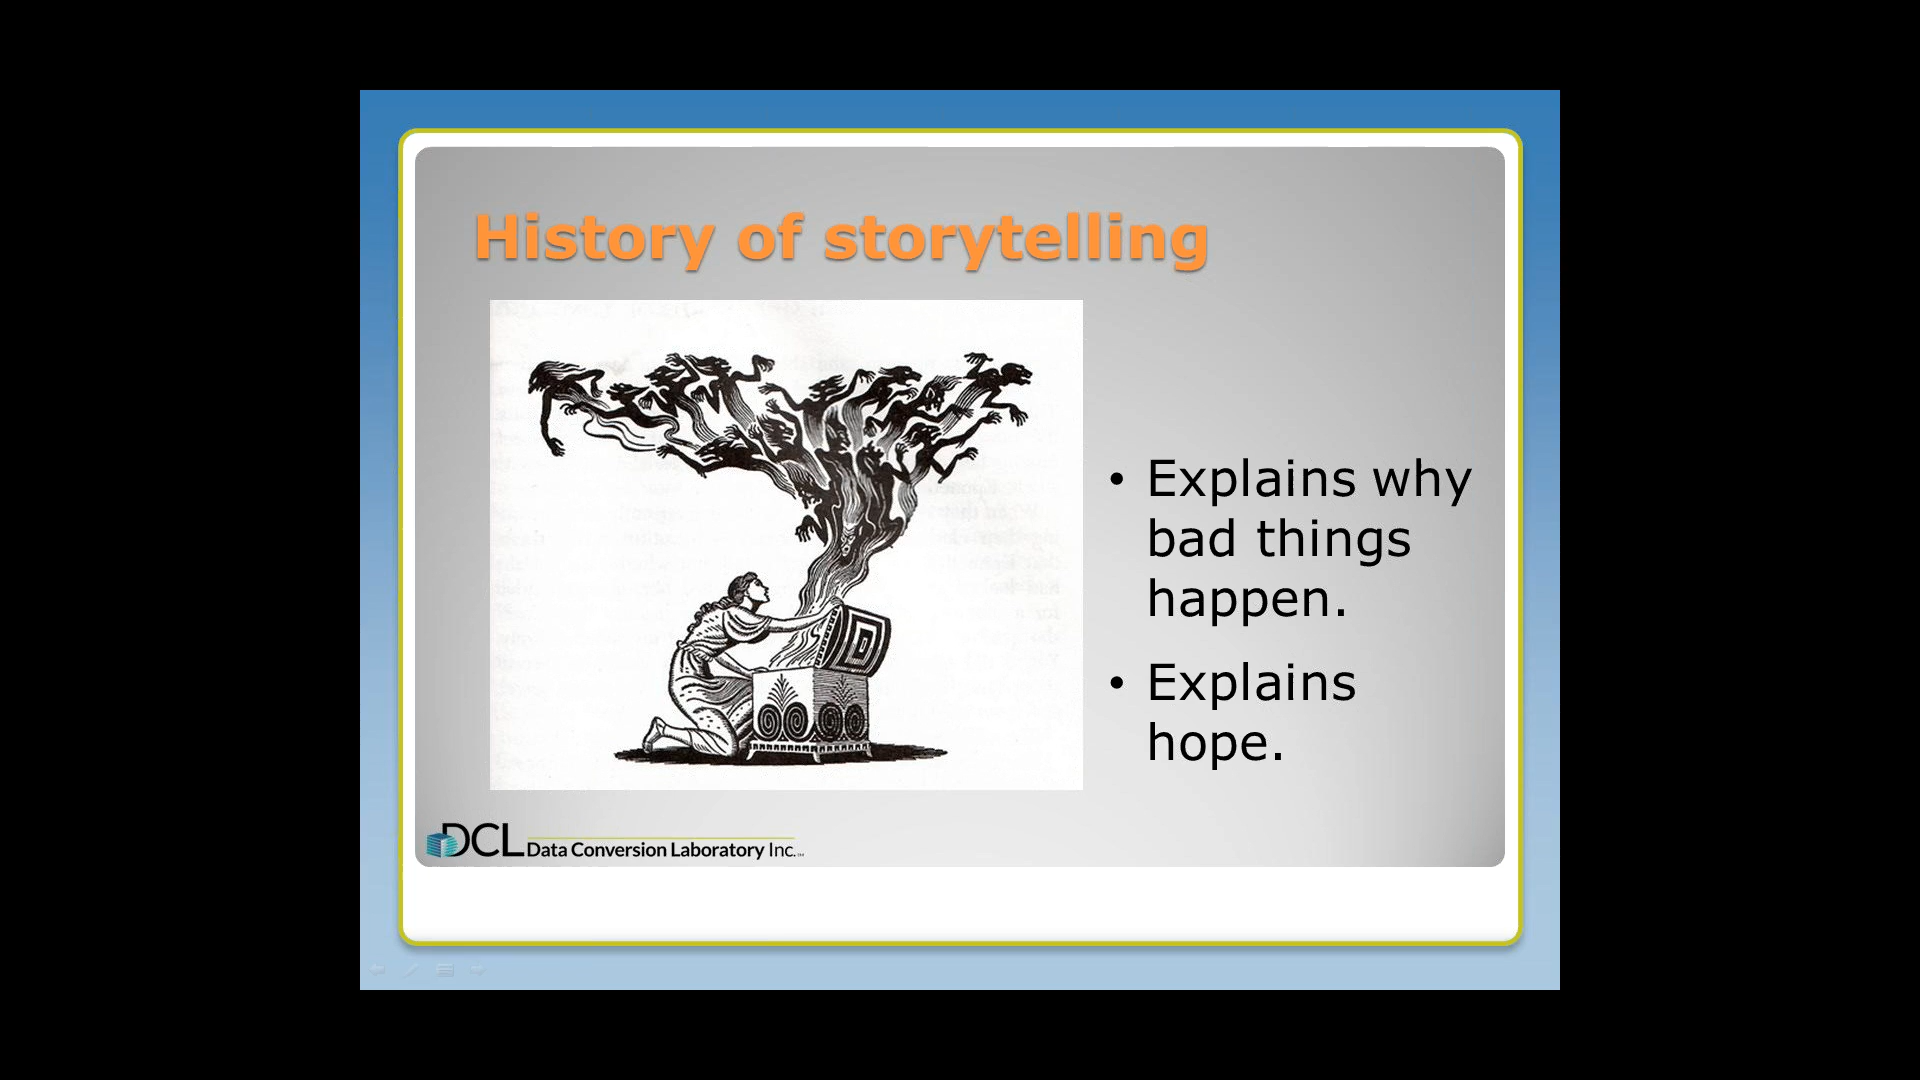 History of storytelling
• Explains why
bad things
happen.
• Explains
hope.
DCL Data Conversion Laboratory Inc.